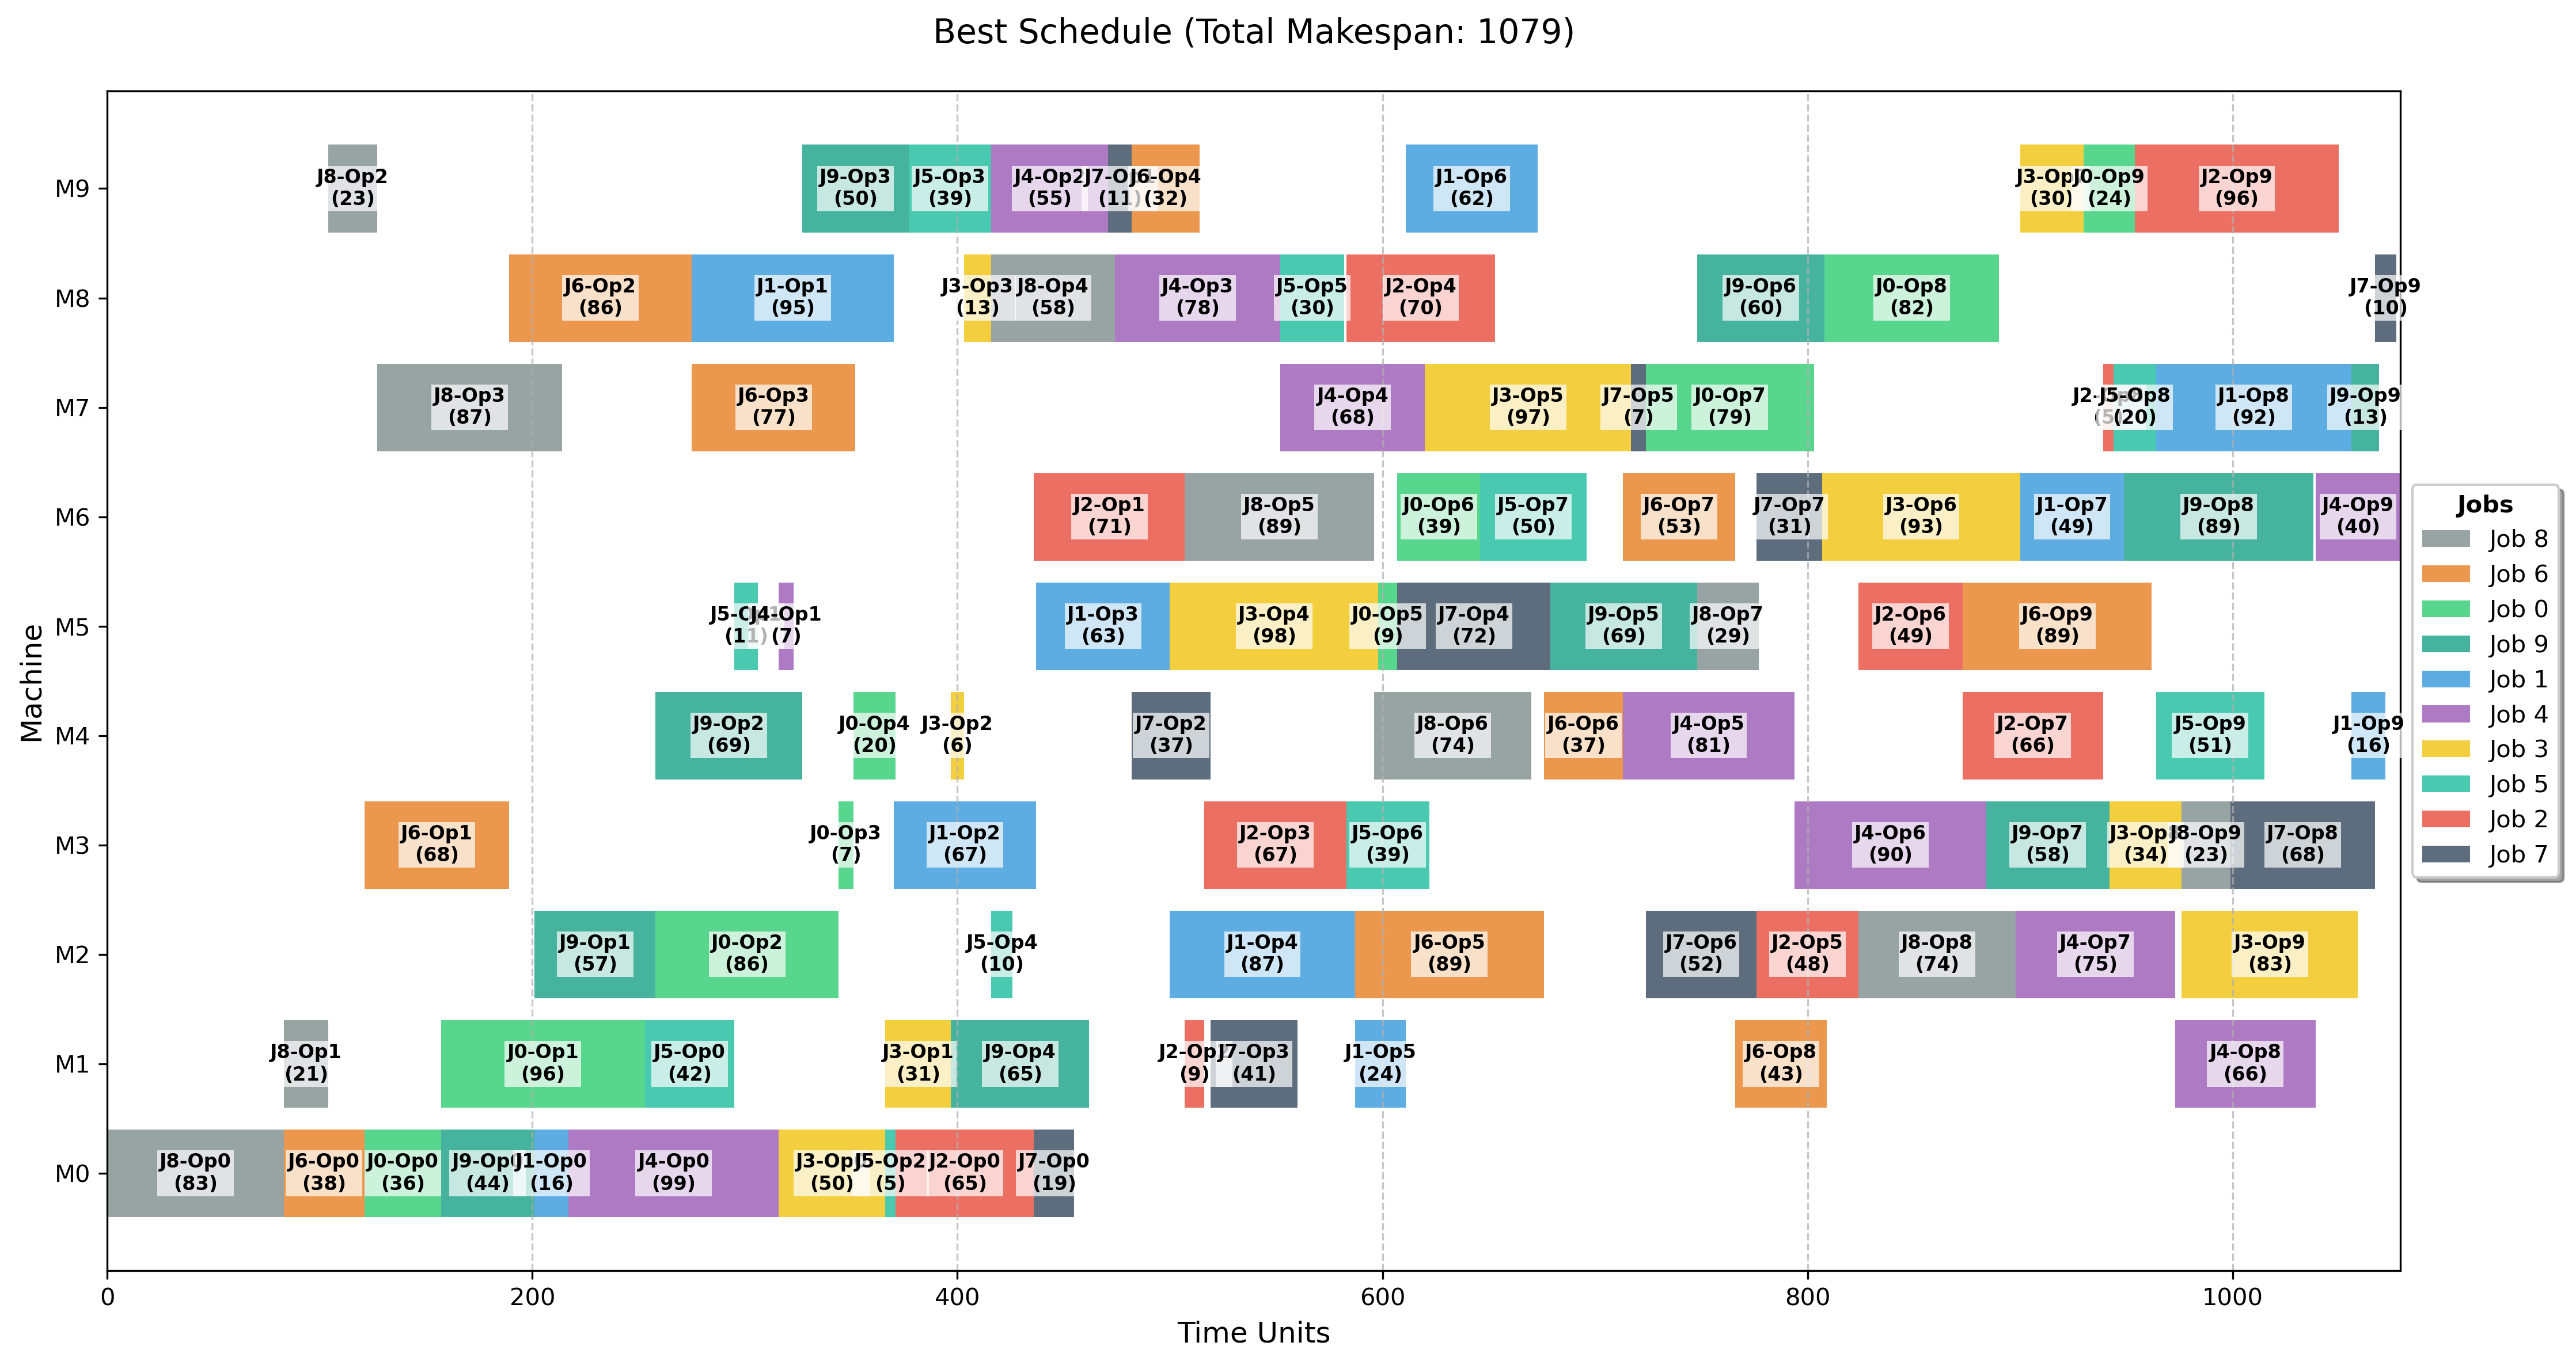 Best Schedule (Total Makespan: 1079)
M9
J8-Op2
(23)
J9-Op3
(50)
J5-Op3
(39)
J4-Op2
(55)
(11)
J6-Op4
(32)
J1-Op6
(62)
(30)
J0-Op9
(24)
J2-Op9
(96)
M8
J6-Op2
(86)
J1-Op1
(95)
J3-Op3
(13)
J8-Op4
(58)
J4-Op3
(78)
J5-Op5
(30)
J2-Op4
(70)
J9-Op6
(60)
J0-Op8
(82)
J7-Op9
(10)
M7
J8-Op3
(87)
J6-Op3
(77)
J4-Op4
(68)
J3-Op5
(97)
J7-Op5
(7)
J0-Op7
(79)
J5-Op8
(20)
J1-Op8
(92)
J9-Op9
(13)
M6
J2-Op1
(71)
J8-Op5
(89)
J0-Op6
(39)
J5-Op7
(50)
J6-Op7
(53)
J7-Op7
(31)
J3-Op6
(93)
J1-Op7
(49)
J9-Op8
(89)
J4-Op9
(40)
M5
(11)
J4-Op1
(7)
J1-Op3
(63)
J3-Op4
(98)
J0-Op5
(9)
J7-Op4
(72)
J9-Op5
(69)
J8-Op7
(29)
J2-Op6
(49)
J6-Op9
(89)
M4
J9-Op2
(69)
J0-Op4
(20)
J3-Op2
(6)
J7-Op2
(37)
J8-Op6
(74)
J6-Op6
(37)
J4-Op5
(81)
J2-Op7
(66)
J5-Op9
(51)
J1-Op9
(16)
M3
J6-Op1
(68)
J0-Op3
(7)
J1-Op2
(67)
J2-Op3
(67)
J5-Op6
(39)
J4-Op6
(90)
J9-Op7
(58)
(34)
J8-Op9
(23)
J7-Op8
(68)
M2
J9-Op1
(57)
J0-Op2
(86)
J5-Op4
(10)
J1-Op4
(87)
J6-Op5
(89)
J7-Op6
(52)
J2-Op5
(48)
J8-Op8
(74)
J4-Op7
(75)
J3-Op9
(83)
M1
J8-Op1
(21)
J0-Op1
(96)
J5-Op0
(42)
J3-Op1
(31)
J9-Op4
(65)
(9)
J7-Op3
(41)
J1-Op5
(24)
J6-Op8
(43)
J4-Op8
(66)
M0
J8-Op0
(83)
J6-Op0
(38)
J0-Op0
(36)
J9-Op0
(44)
J1-Op0
(16)
J4-Op0
(99)
(50)
J5-Op2
(5)
J2-Op0
(65)
J7-Op0
(19)
Machine
0
200
400
600
800
1000
Time Units
Jobs
Job 8
Job 6
Job 0
Job 9
Job 1
Job 4
Job 3
Job 5
Job 2
Job 7